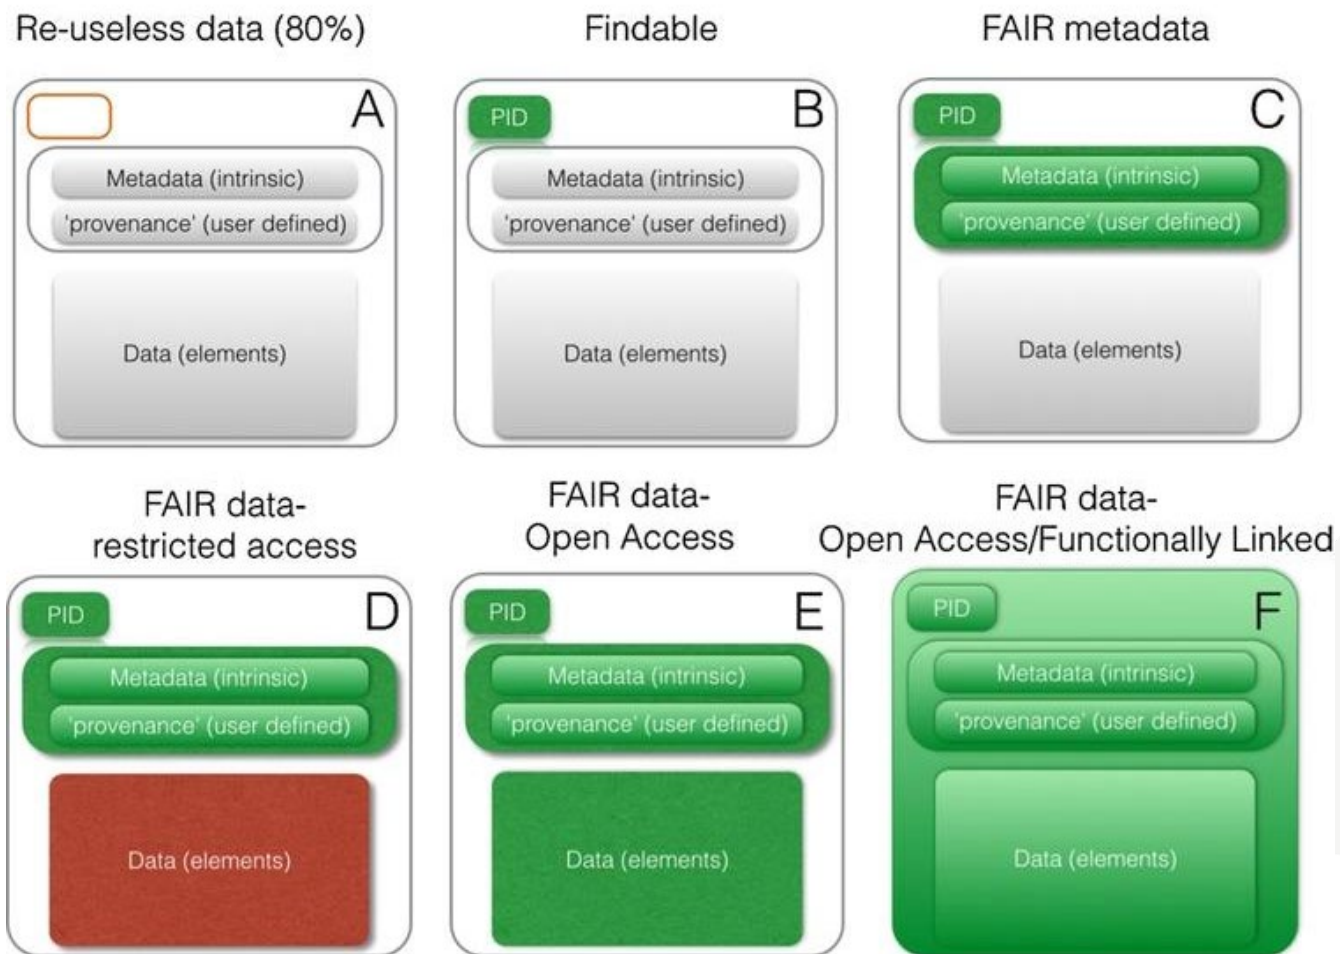 Re-useless data (80%)
Findable
FAIR metadata
A
Metadata (intrinsic)
'provenance' (user defined)
Data (elements)
PID
B
Metadata (intrinsic)
'provenance' (user defined)
Data (elements)
PID
C
Metadata (intrinsic)
'provenance' (user defined)
Data (elements)
FAIR data-
restricted access
FAIR data-
Open Access
FAIR data-
Open Access/Functionally Linked
PID
D
Metadata (intrinsic)
'provenance' (user defined)
Data (elements)
PID
E
Metadata (intrinsic)
'provenance' (user defined)
Data (elements)
PID
F
Metadata (intrinsic)
'provenance' (user defined)
Data (elements)